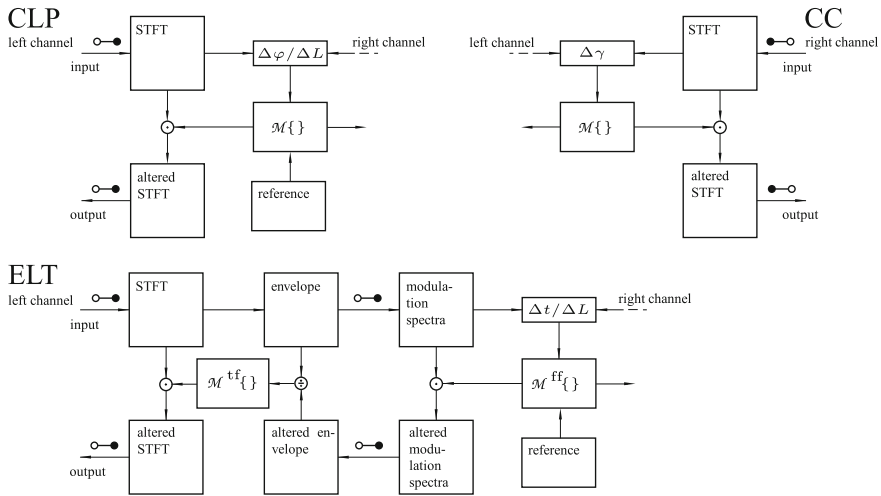 CLP
left channel
input
STFT
Δφ/ΔL
right channel
ℳ{}
altered
STFT
output
reference
CC
left channel
Δγ
STFT
right channel
input
ℳ{}
altered
STFT
output
ELT
left channel
input
STFT
envelope
modula-
tion
spectra
Δt/ΔL
right channel
ℳ^tf{}
÷
ℳ^ff{}
altered
STFT
output
altered en-
velope
altered
modu-
lation
spectra
reference